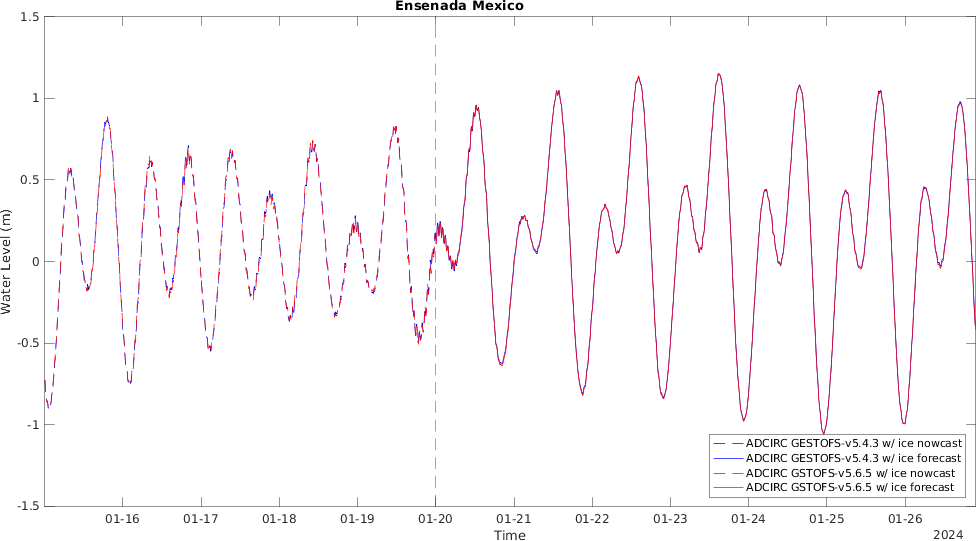 Ensenada Mexico
1.5
1
0.5
0
-0.5
-1
-1.5
Water Level (m)
ADCIRC GESTOFS-v5.4.3 w/ ice nowcast
ADCIRC GESTOFS-v5.4.3 w/ ice forecast
ADCIRC GSTOFS-v5.6.5 w/ ice nowcast
ADCIRC GSTOFS-v5.6.5 w/ ice forecast
01-16 01-17 01-18 01-19 01-20 01-21 01-22 01-23 01-24 01-25 01-26
Time
2024